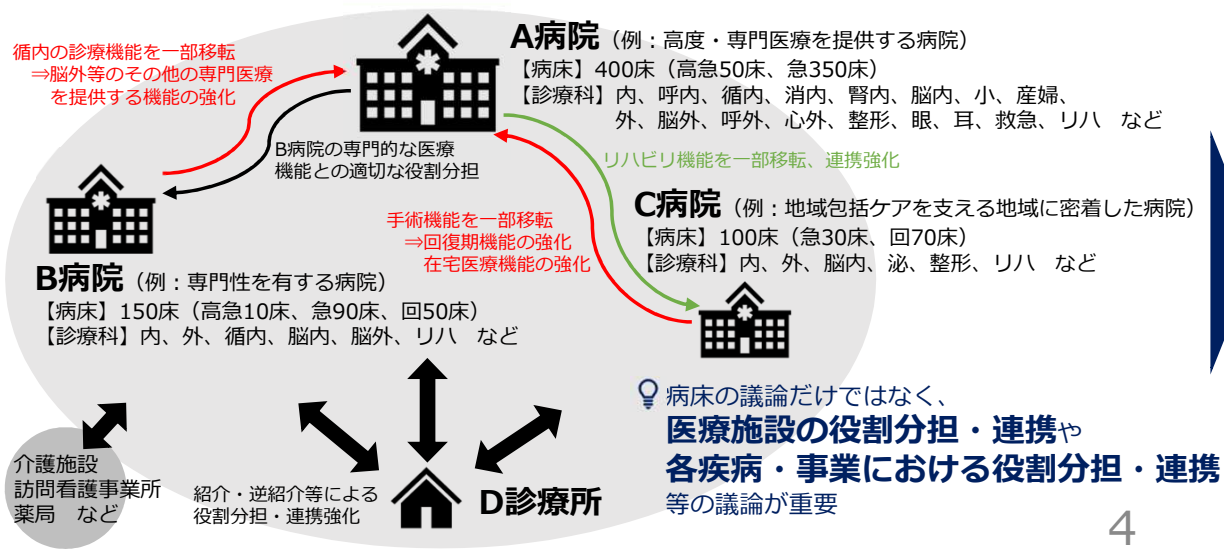 循内の診療機能を一部移転
⇒脳外等のその他の専門医療
を提供する機能の強化
A病院（例：高度・専門医療を提供する病院）
【病床】400床（高急50床、急350床）
【診療科】内、呼内、循内、消内、腎内、脳内、小、産婦、
外、脳外、呼外、心外、整形、眼、耳、救急、リハ　など
B病院の専門的な医療
機能との適切な役割分担
リハビリ機能を一部移転、連携強化
手術機能を一部移転
⇒回復期機能の強化
在宅医療機能の強化
C病院（例：地域包括ケアを支える地域に密着した病院）
【病床】100床（急30床、回70床）
【診療科】内、外、脳内、泌、整形、リハ　など
B病院（例：専門性を有する病院）
【病床】150床（高急10床、急90床、回50床）
【診療科】内、外、循内、脳内、脳外、リハ　など
病床の議論だけではなく、
医療施設の役割分担・連携や
各疾病・事業における役割分担・連携
等の議論が重要
介護施設
訪問看護事業所
薬局　など
紹介・逆紹介等による
役割分担・連携強化
D診療所
4